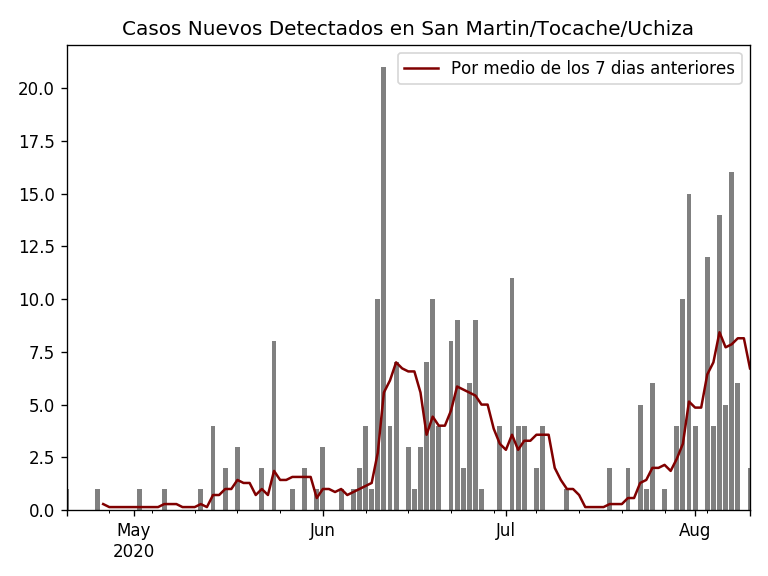 Casos Nuevos Detectados en San Martin/Tocache/Uchiza
Por medio de los 7 dias anteriores
20.0
17.5
15.0
12.5
10.0
7.5
5.0
2.5
0.0
May
2020
Jun
Jul
Aug